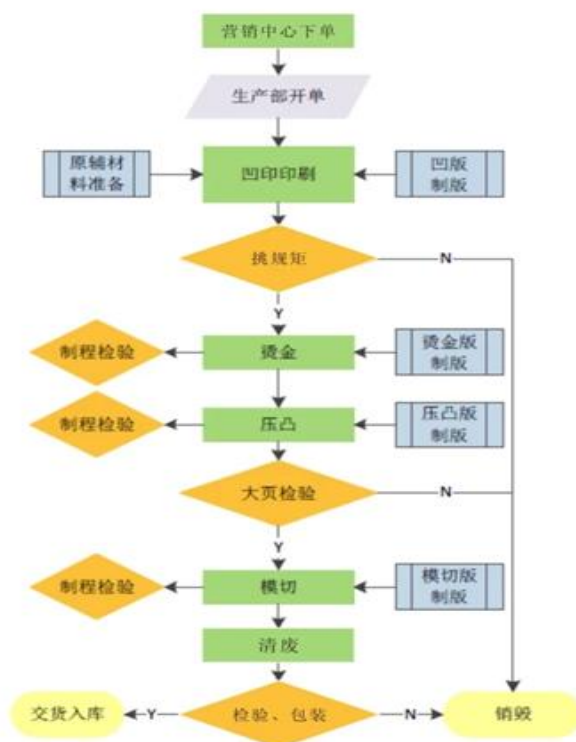 营销中心下单
生产部开单
原辅材
料准备
凹印印刷
凹版
制版
挑规矩
N
Y
制程检验
烫金
烫金版
制版
制程检验
压凸
压凸版
制版
大页检验
N
Y
制程检验
模切
模切版
制版
清废
交货入库
Y
检验、包装
N
销毁